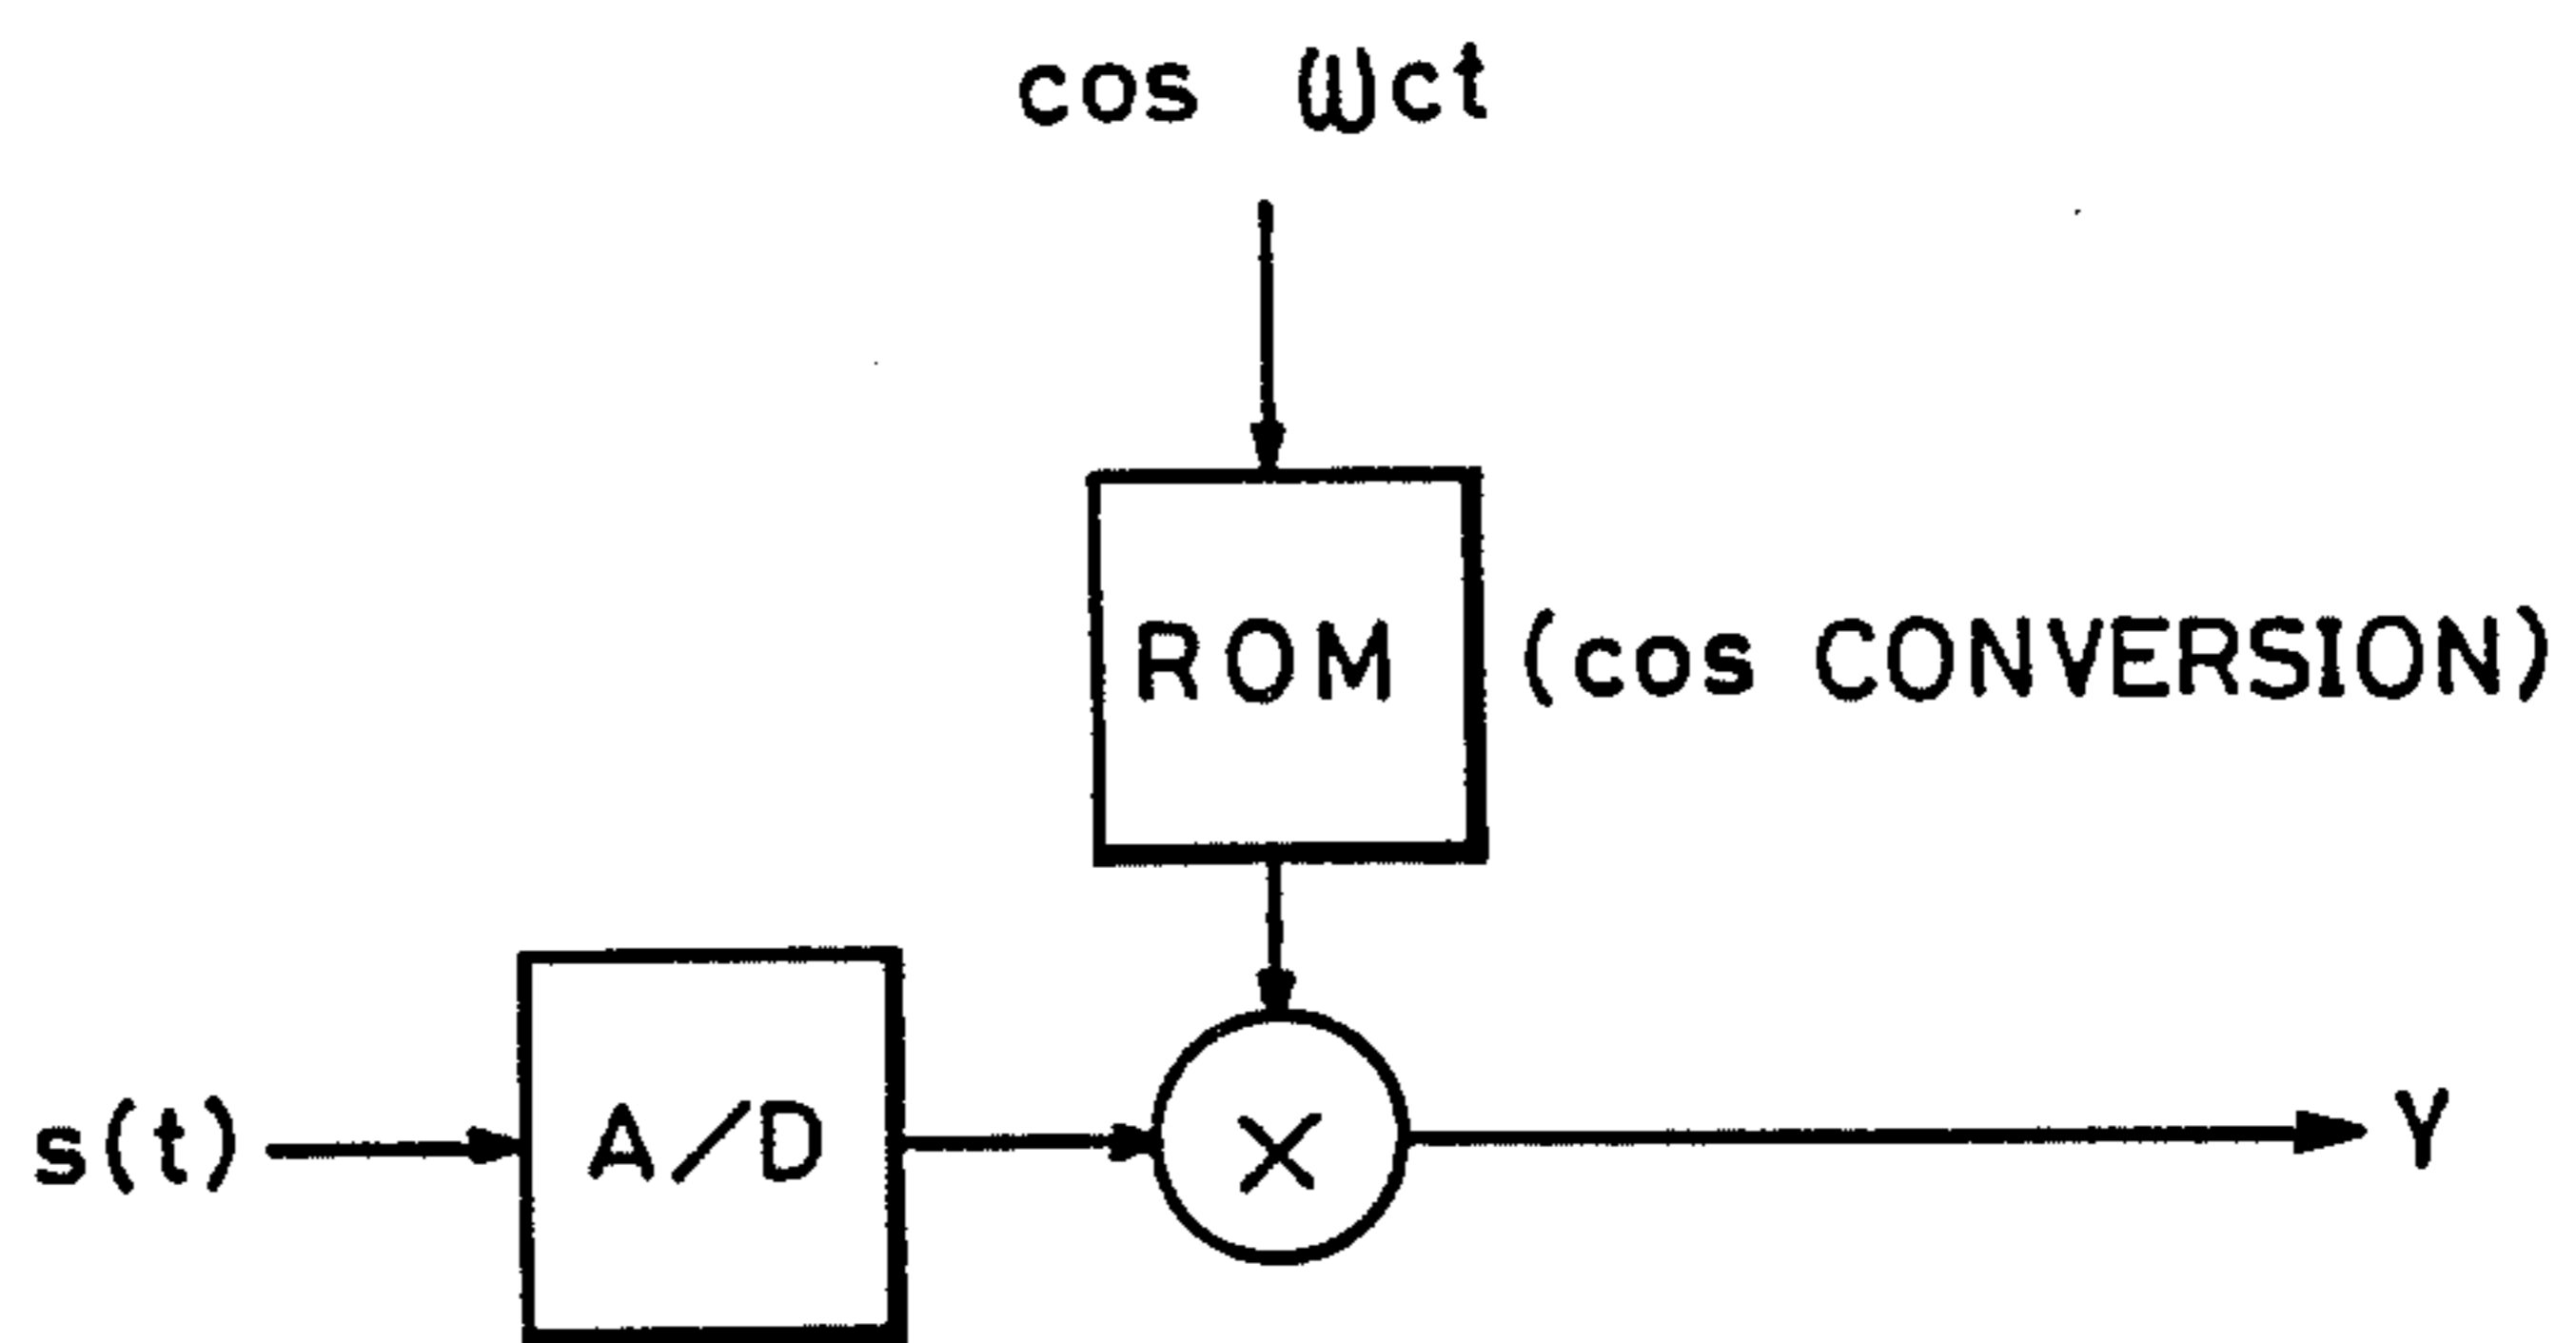 cos ωct
ROM (cos CONVERSION)
s(t) A/D × Y